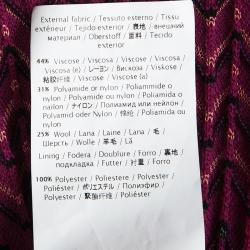 External fabric / Tessuto esterno / Tissu
extérieur / Tejido exterior / 表地 / внешний
материал / Oberstoff / 面料 / Tecido
exterior
44% Viscose / Viscosa / Viscose / Viscosa /
Viscosa (e) / レーヨン / Вискоза / Viskose /
粘胶纤维 / Viscose / Viscose (a)
31% Polyamide or nylon / Poliammide o nylon /
Polyamide ou nylon / Poliamida o
nailon / ナイロン / Полиамид или нейлон /
Polyamid oder Nylon / 锦纶 / Poliamida ou
nylon
25% Wool / Lana / Laine / Lana / 毛 /
Шерсть / Wolle / 羊毛 / Lã
Lining / Fodera / Doublure / Forro / 裏地 /
подкладка / Futter / 衬里 / Forro
100% Polyester / Poliestere / Polyester /
Poliéster / ポリエステル / Полиэфир /
Polyester / 聚酯纤维 / Poliéster